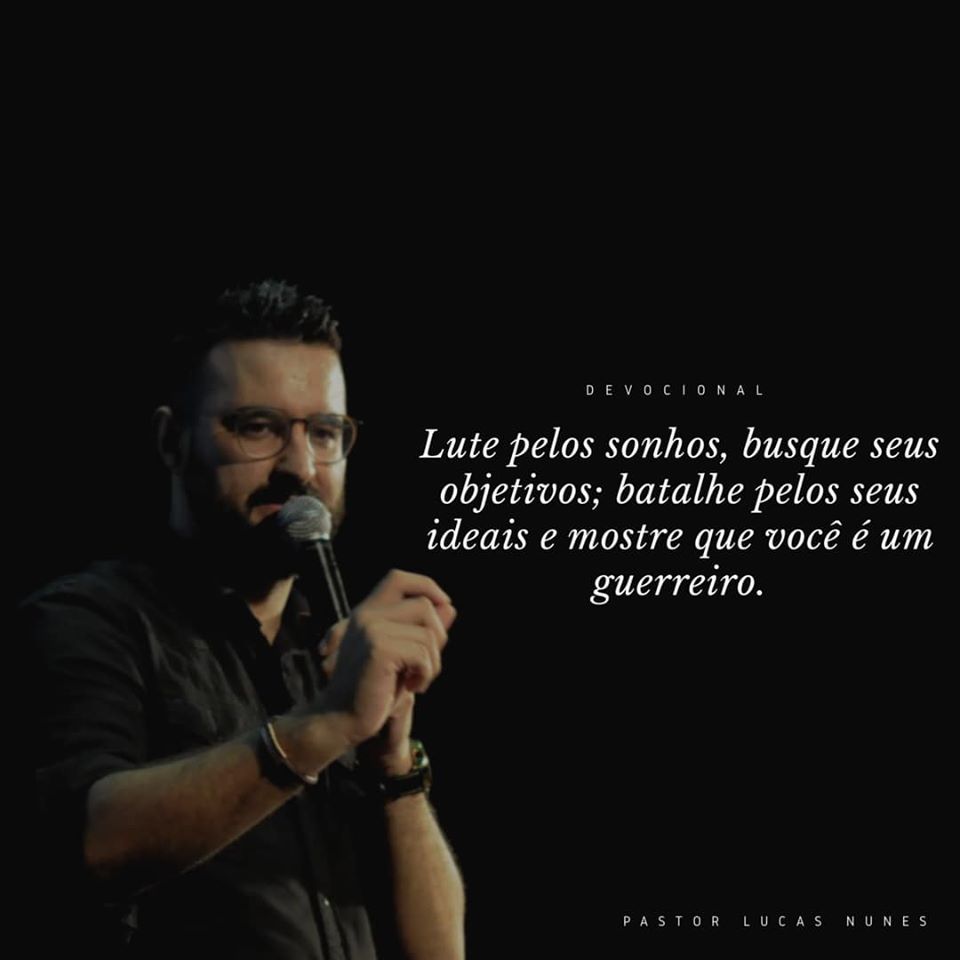 DEVOCIONAL
Lute pelos sonhos, busque seus
objetivos; batalhe pelos seus
ideais e mostre que você é um
guerreiro.
PASTOR LUCAS NUNES